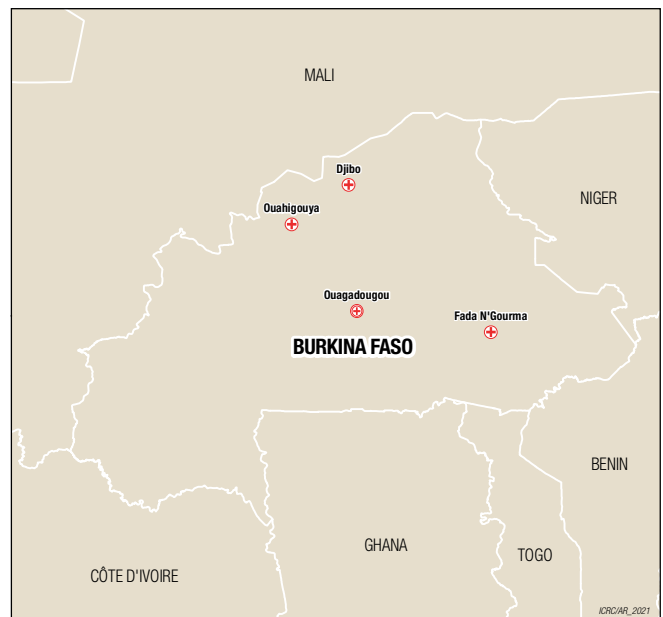 MALI
Djibo
NIGER
Ouahigouya
Ouagadougou
Fada N'Gourma
BURKINA FASO
BENIN
GHANA
TOGO
CÔTE D'IVOIRE
ICRC/AR_2021